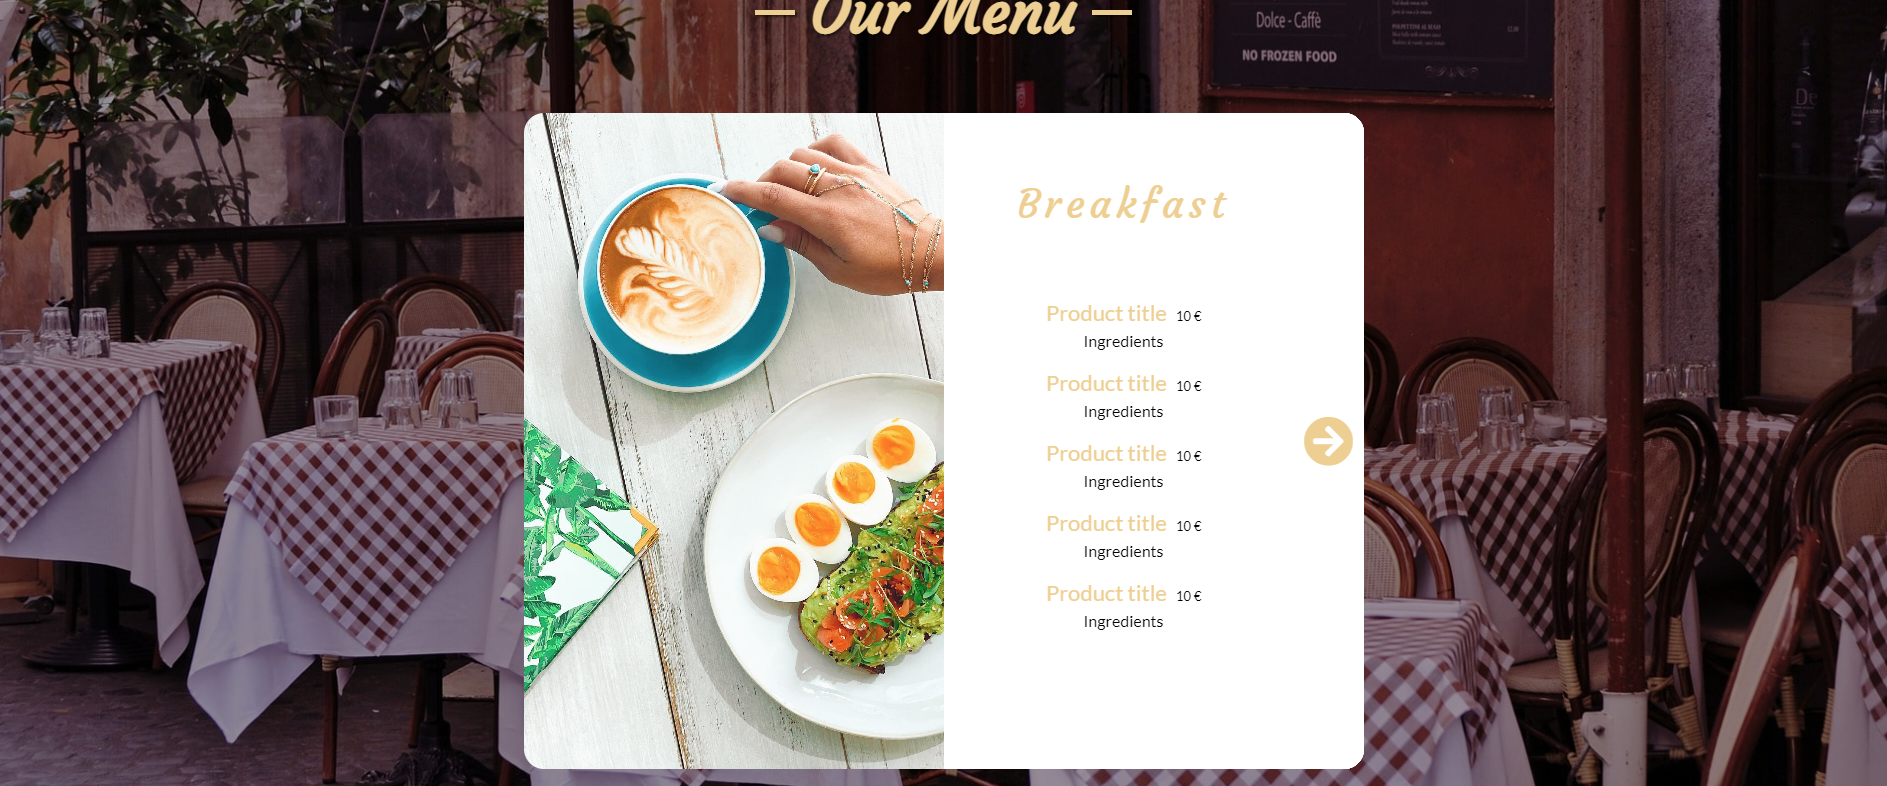 Our Menu
Dolce - Caffè
NO FROZEN FOOD
Breakfast
Product title 10 €
Ingredients
Product title 10 €
Ingredients
Product title 10 €
Ingredients
Product title 10 €
Ingredients
Product title 10 €
Ingredients